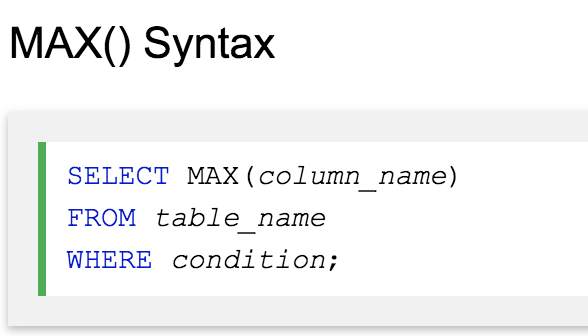 MAX() Syntax
SELECT MAX(column_name)
FROM table_name
WHERE condition;